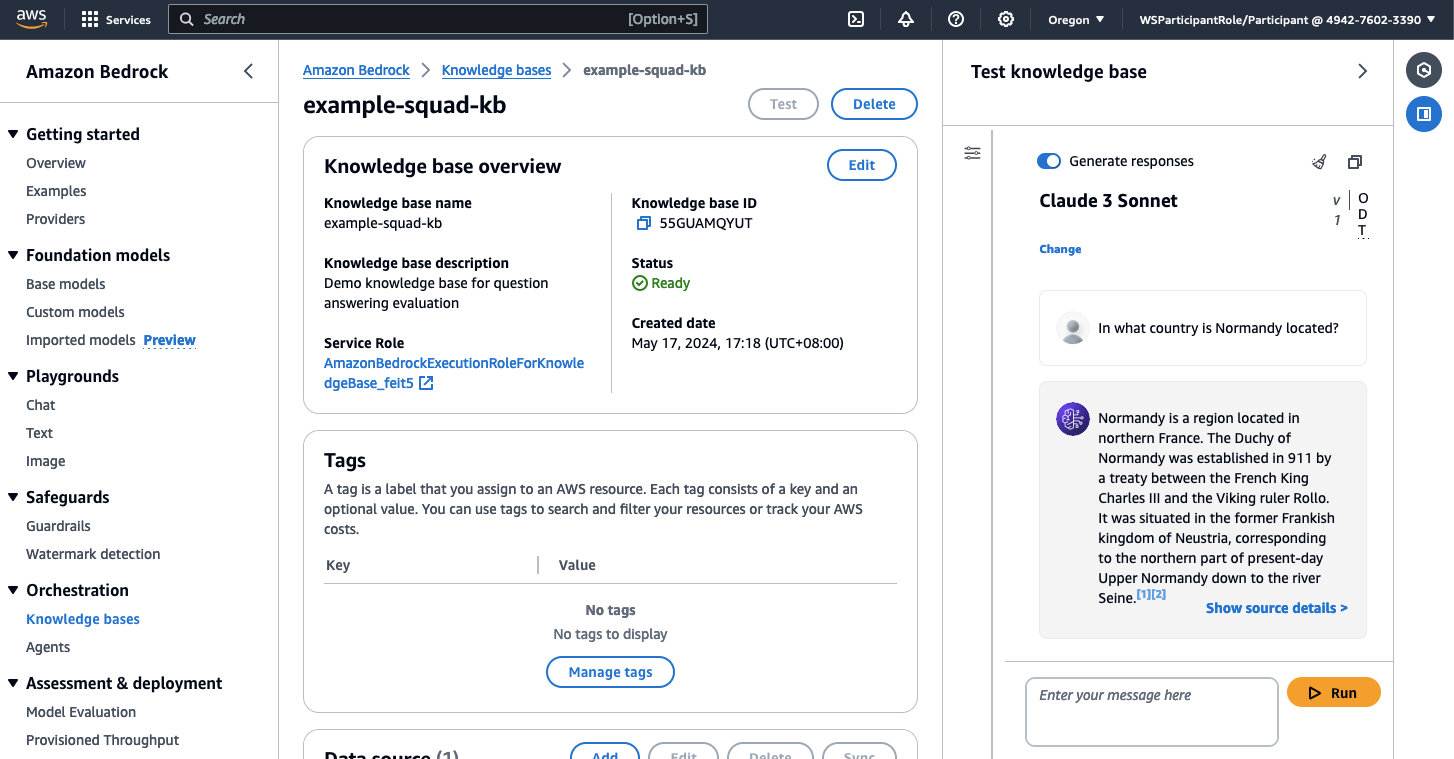 aws
Services
Search
[Option+S]
Oregon
WSParticipantRole/Participant @ 4942-7602-3390
Amazon Bedrock
Getting started
Overview
Examples
Providers
Foundation models
Base models
Custom models
Imported models Preview
Playgrounds
Chat
Text
Image
Safeguards
Guardrails
Watermark detection
Orchestration
Knowledge bases
Agents
Assessment & deployment
Model Evaluation
Provisioned Throughput
Amazon Bedrock
Knowledge bases
example-squad-kb
example-squad-kb
Test
Delete
Knowledge base overview
Edit
Knowledge base name
example-squad-kb
Knowledge base description
Demo knowledge base for question
answering evaluation
Service Role
AmazonBedrockExecutionRoleForKnowle
dgeBase_feit5
Knowledge base ID
55GUAMQYUT
Status
Ready
Created date
May 17, 2024, 17:18 (UTC+08:00)
Tags
A tag is a label that you assign to an AWS resource. Each tag consists of a key and an
optional value. You can use tags to search and filter your resources or track your AWS
costs.
Key
Value
No tags
No tags to display
Manage tags
Data source (1)
Add
Edit
Delete
Sync
Test knowledge base
Generate responses
Claude 3 Sonnet
v
1
O
D
T
Change
In what country is Normandy located?
Normandy is a region located in
northern France. The Duchy of
Normandy was established in 911 by
a treaty between the French King
Charles III and the Viking ruler Rollo.
It was situated in the former Frankish
kingdom of Neustria, corresponding
to the northern part of present-day
Upper Normandy down to the river
Seine.[1][2]
Show source details >
Enter your message here
Run